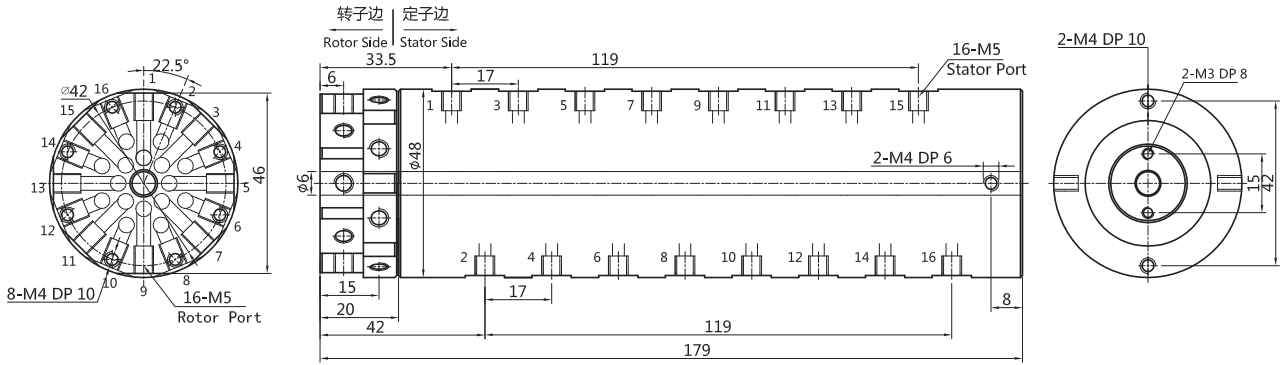 转子边 定子边
Rotor Side Stator Side
33.5
119
6
17
16-M5
Stator Port
1 3 5 7 9 11 13 15
22.5°
⌀42
1 2 3 4 5 6 7 8 9 10 11 12 13 14 15 16
46
8-M4 DP 10
16-M5
Rotor Port
ϕ6
ϕ48
2-M4 DP 6
2 4 6 8 10 12 14 16
15
17
8
20
42
119
179
2-M4 DP 10
2-M3 DP 8
15
42